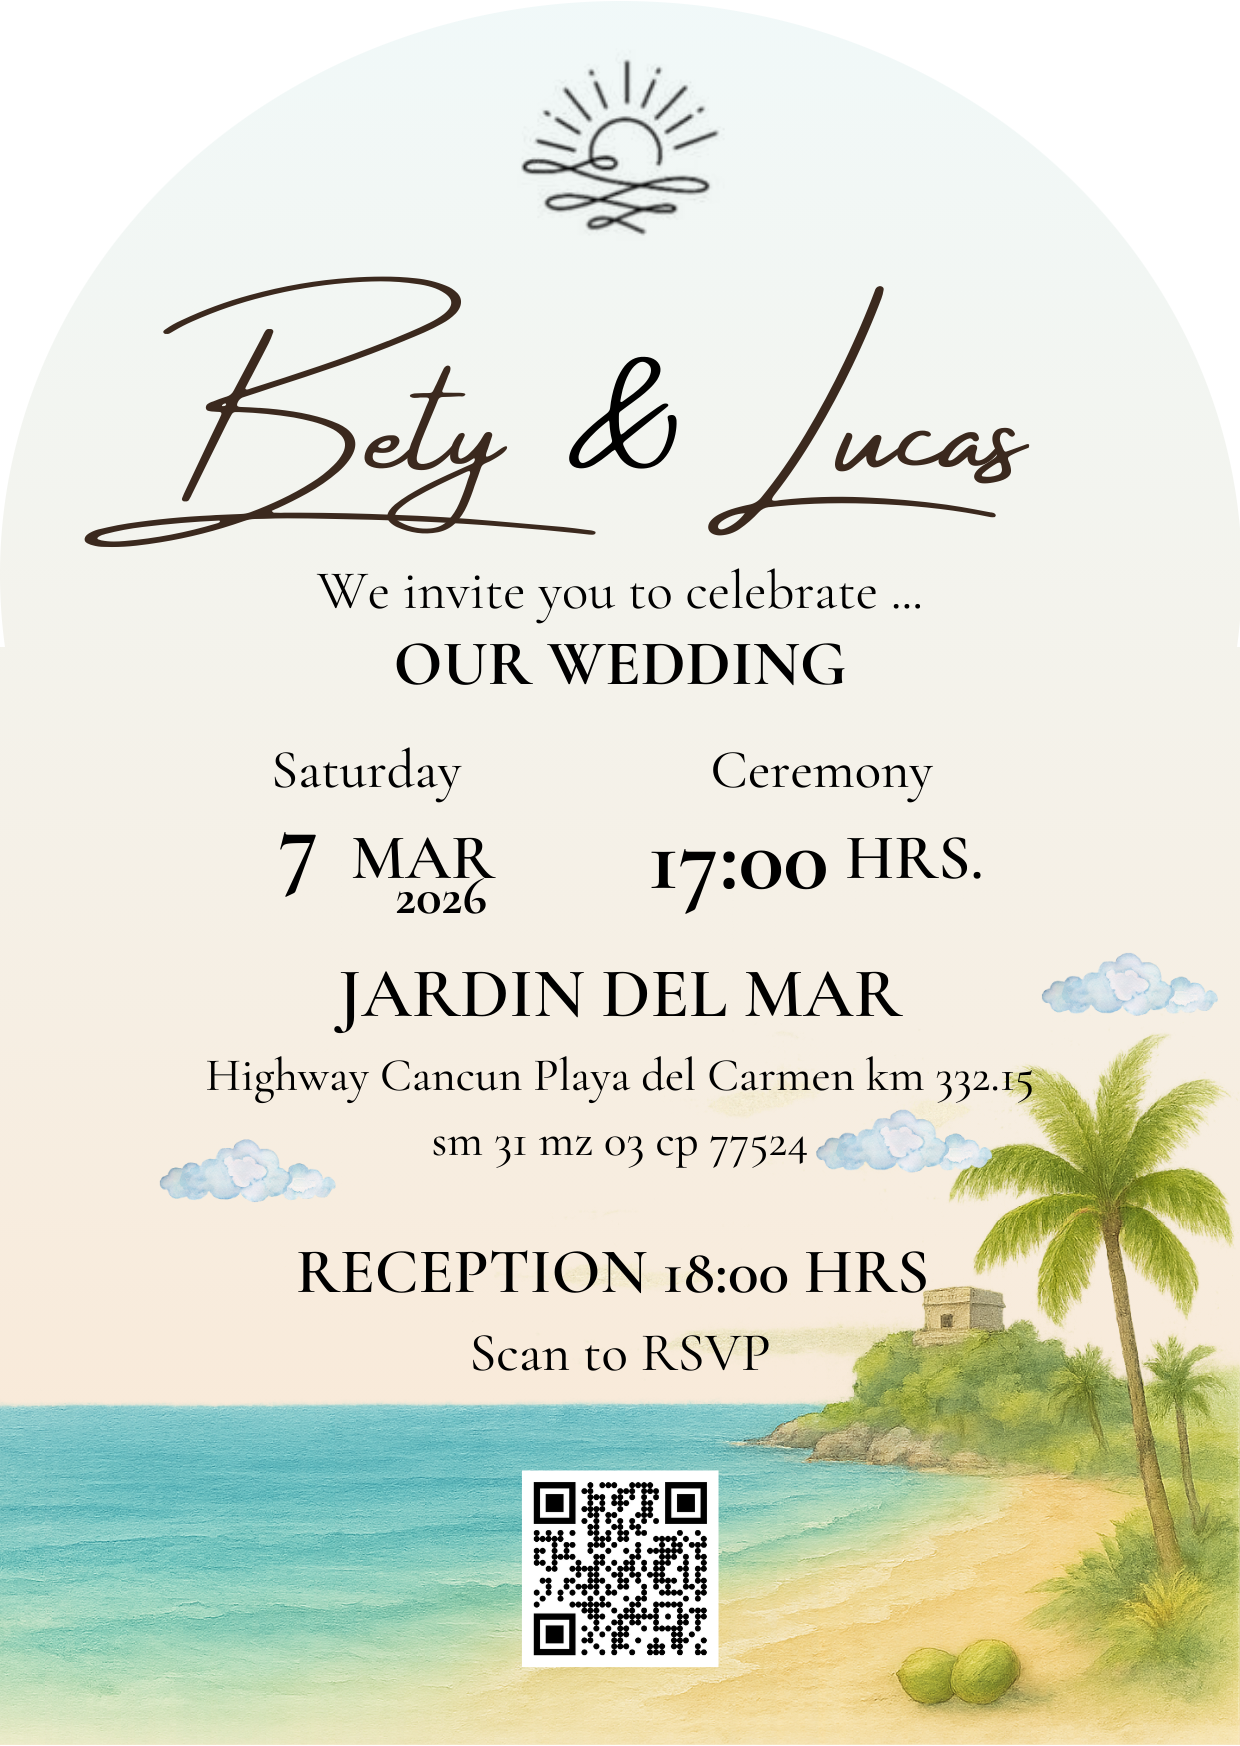 Bety & Lucas
We invite you to celebrate ...
OUR WEDDING
Saturday
7 MAR
2026
Ceremony
17:00 HRS.
JARDIN DEL MAR
Highway Cancun Playa del Carmen km 332.15
sm 31 mz 03 cp 77524
RECEPTION 18:00 HRS
Scan to RSVP